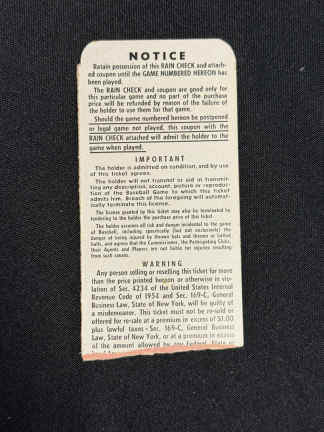 NOTICE
Retain possession of this RAIN CHECK and attach-
ed coupon until the GAME NUMBERED HEREON has
been played.
The RAIN CHECK and coupon are good only for
this particular game and no part of the purchase
price will be refunded by reason of the failure of
the holder to use them for that game.
Should the game numbered hereon be postponed
or legal game not played, this coupon with the
RAIN CHECK attached will admit the holder to the
game when played.
IMPORTANT
The holder is admitted on condition, and by use
of this ticket agrees.
The holder will not transmit or aid in transmit-
ting any description, account, picture or reproduc-
tion of the Baseball Game to which this ticket
admits him. Breach of the foregoing will automat-
ically terminate this license.
The license granted by this ticket may also be terminated by
tendering to the holder the purchase price of this ticket.
The holder assumes all risk and danger incidental to the game
of Baseball, including specifically (but not exclusively) the
danger of being injured by thrown bats and thrown or batted
balls, and agrees that the Commissioner, the Participating Clubs,
their Agents and Players are not liable for injuries resulting
from such causes.
WARNING
Any person selling or reselling this ticket for more
than the price printed hereon or otherwise in vio-
lation of Sec. 4234 of the United States Internal
Revenue Code of 1954 and Sec. 169-C, General
Business Law, State of New York, will be guilty of
a misdemeanor. This ticket must not be re-sold or
offered for re-sale at a premium in excess of $1.00
plus lawful taxes - Sec. 169-C, General Business
Law, State of New York, or at a premium in excess
of the amount allowed by any Federal, State or